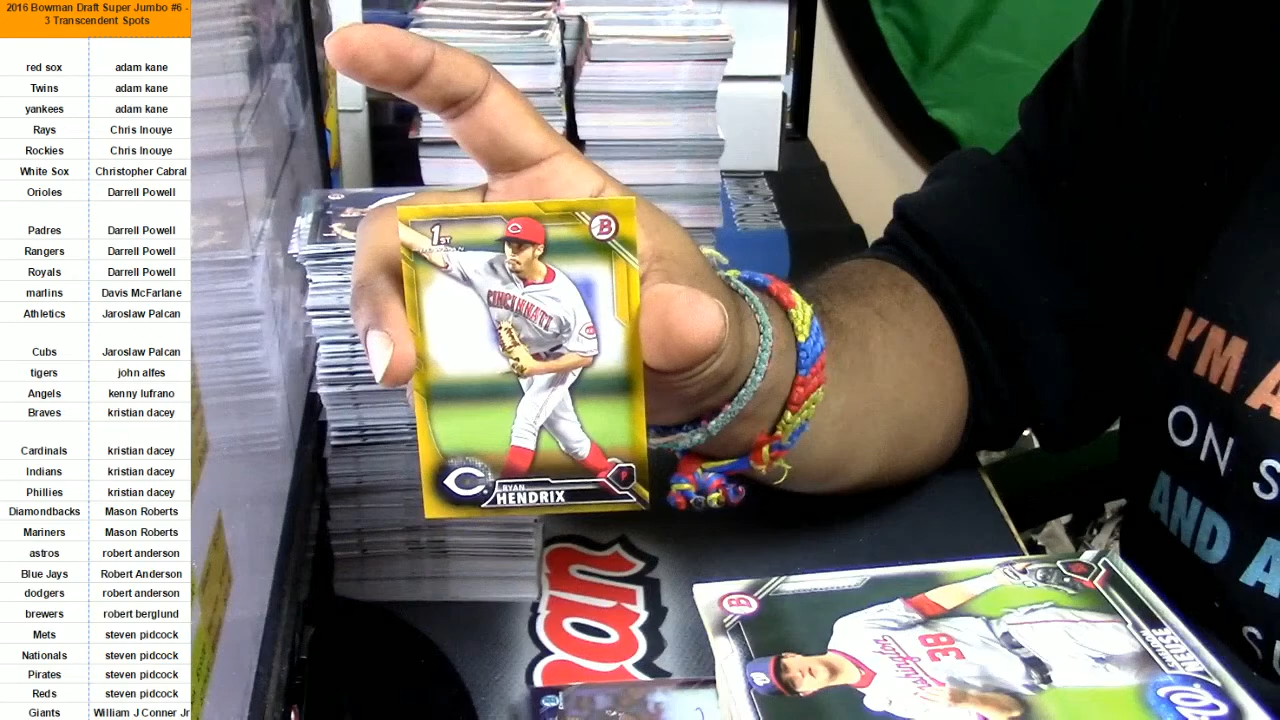 2016 Bowman Draft Super Jumbo #6 -
3 Transcendent Spots
red sox adam kane
Twins adam kane
yankees adam kane
Rays Chris Inouye
Rockies Chris Inouye
White Sox Christopher Cabral
Orioles Darrell Powell
Padres Darrell Powell
Rangers Darrell Powell
Royals Darrell Powell
marlins Davis McFarlane
Athletics Jaroslaw Palcan
Cubs Jaroslaw Palcan
tigers john alfes
Angels kenny lufrano
Braves kristian dacey
Cardinals kristian dacey
Indians kristian dacey
Phillies kristian dacey
Diamondbacks Mason Roberts
Mariners Mason Roberts
astros robert anderson
Blue Jays Robert Anderson
dodgers robert anderson
brwers robert berglund
Mets steven pidcock
Nationals steven pidcock
Pirates steven pidcock
Reds steven pidcock
Giants William J Conner Jr
1ST
B
C
CINCINNATI
C
RYAN
HENDRIX
P
I'M A
ON S
AND A
B
Washington
38
NEUSE
W